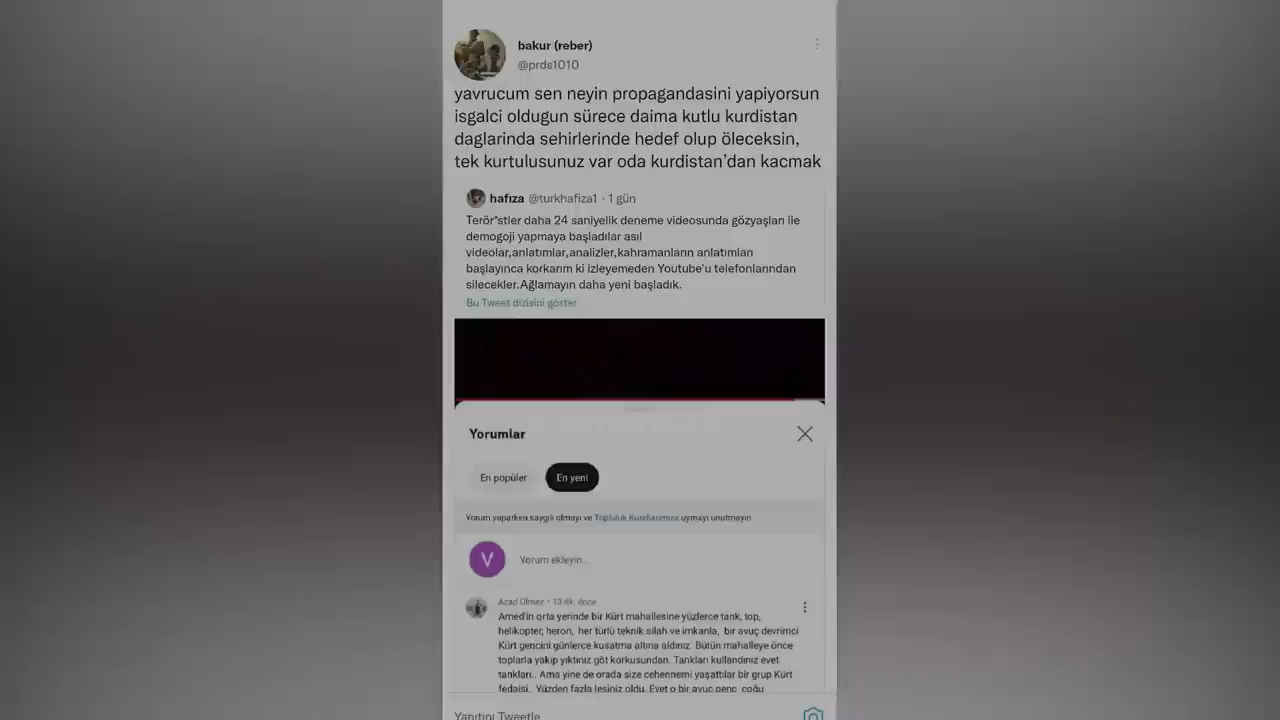 bakur (reber)
@prds1010
yavrucum sen neyin propagandasini yapiyorsun
isgalci oldugun sürece daima kutlu kurdistan
daglarinda sehirlerinde hedef olup öleceksin,
tek kurtulusunuz var oda kurdistan’dan kacmak
hafıza @turkhafiza1 · 1 gün
Terör*stler daha 24 saniyelik deneme videosunda gözyaşları ile
demogoji yapmaya başladılar asıl
videolar,anlatımlar,analizler,kahramanların anlatımları
başlayınca korkarım ki izleyemeden Youtube'u telefonlarından
silecekler.Ağlamayın daha yeni başladık.
Bu Tweet dizisini göster
Yorumlar
En popüler
En yeni
Yorum yaparken saygılı olmayı ve Topluluk Kurallarımıza uymayı unutmayın
V
Yorum ekleyin...
Azad Ölmez · 13 dk. önce
Amed'in orta yerinde bir Kürt mahallesine yüzlerce tank, top,
helikopter, heron, her türlü teknik silah ve imkanla, bir avuç devrimci
Kürt gencini günlerce kuşatma altına aldınız. Bütün mahalleye önce
toplarla yakıp yıktınız göt korkusundan. Tankları kullandınız evet
tankları.. Ama yine de orada size cehennemi yaşattılar bir grup Kürt
fedaisi.. Yüzden fazla leşiniz oldu. Evet o bir avuç genç, çoğu
Yanıtını Tweetle